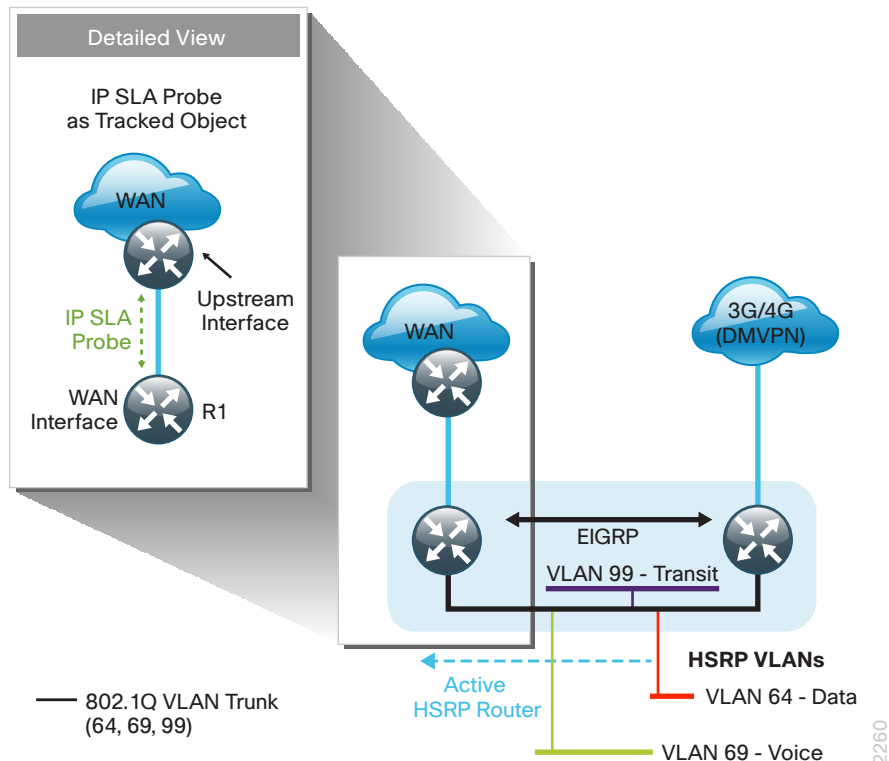 Detailed View
IP SLA Probe
as Tracked Object
WAN
Upstream
Interface
IP SLA
Probe
WAN
Interface
R1
WAN
3G/4G
(DMVPN)
EIGRP
VLAN 99 - Transit
HSRP VLANs
Active
HSRP Router
VLAN 64 - Data
802.1Q VLAN Trunk
(64, 69, 99)
VLAN 69 - Voice
2260